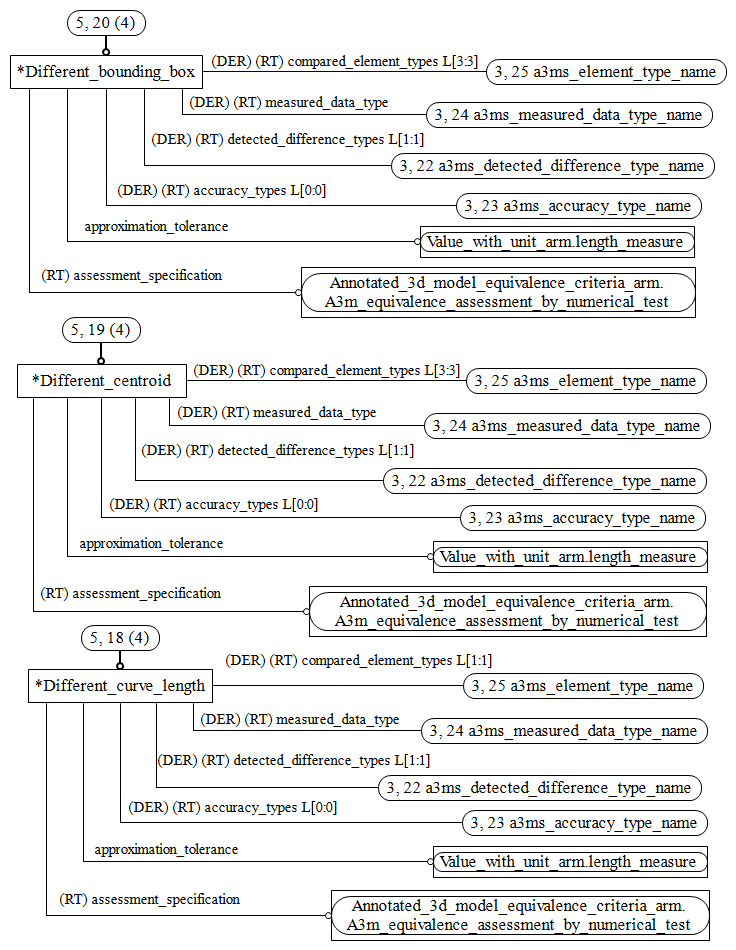 5, 20 (4)
*Different_bounding_box
(DER) (RT) compared_element_types L[3:3]
3, 25 a3ms_element_type_name
(DER) (RT) measured_data_type
3, 24 a3ms_measured_data_type_name
(DER) (RT) detected_difference_types L[1:1]
3, 22 a3ms_detected_difference_type_name
(DER) (RT) accuracy_types L[0:0]
3, 23 a3ms_accuracy_type_name
approximation_tolerance
Value_with_unit_arm.length_measure
(RT) assessment_specification
Annotated_3d_model_equivalence_criteria_arm.
A3m_equivalence_assessment_by_numerical_test
5, 19 (4)
*Different_centroid
(DER) (RT) compared_element_types L[3:3]
3, 25 a3ms_element_type_name
(DER) (RT) measured_data_type
3, 24 a3ms_measured_data_type_name
(DER) (RT) detected_difference_types L[1:1]
3, 22 a3ms_detected_difference_type_name
(DER) (RT) accuracy_types L[0:0]
3, 23 a3ms_accuracy_type_name
approximation_tolerance
Value_with_unit_arm.length_measure
(RT) assessment_specification
Annotated_3d_model_equivalence_criteria_arm.
A3m_equivalence_assessment_by_numerical_test
5, 18 (4)
*Different_curve_length
(DER) (RT) compared_element_types L[1:1]
3, 25 a3ms_element_type_name
(DER) (RT) measured_data_type
3, 24 a3ms_measured_data_type_name
(DER) (RT) detected_difference_types L[1:1]
3, 22 a3ms_detected_difference_type_name
(DER) (RT) accuracy_types L[0:0]
3, 23 a3ms_accuracy_type_name
approximation_tolerance
Value_with_unit_arm.length_measure
(RT) assessment_specification
Annotated_3d_model_equivalence_criteria_arm.
A3m_equivalence_assessment_by_numerical_test